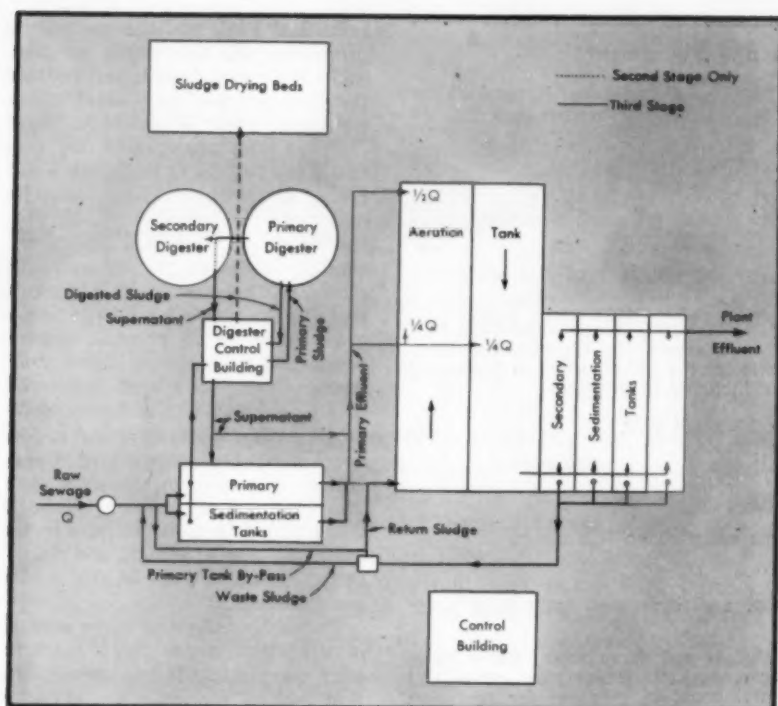 Sludge Drying Beds
Second Stage Only
Third Stage
Secondary
Digester
Primary
Digester
½Q
Aeration
Tank
Digested Sludge
Supernatant
Digester
Control
Building
Primary
Sludge
¼Q
¼Q
Plant
Effluent
Primary Effluent
Secondary
Sedimentation
Tanks
Supernatant
Raw
Sewage
Q
Primary
Sedimentation
Tanks
Return Sludge
Primary Tank By-Pass
Waste Sludge
Control
Building